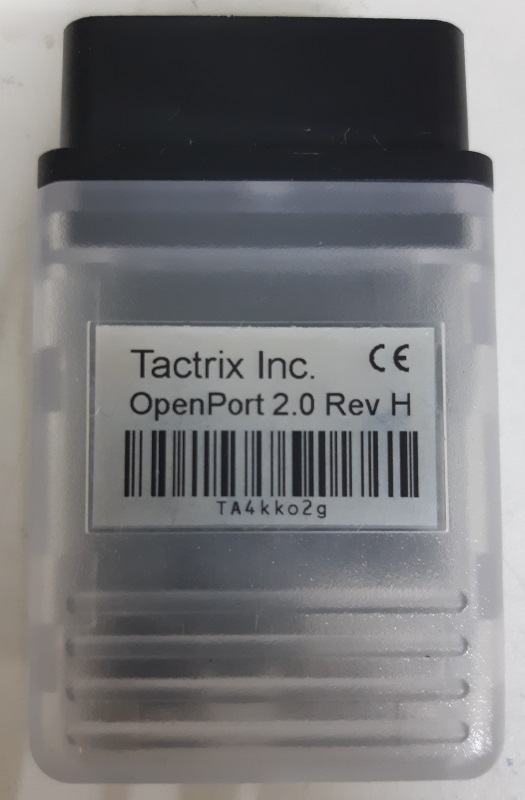 Tactrix Inc. CE
OpenPort 2.0 Rev H
TA4kko2g